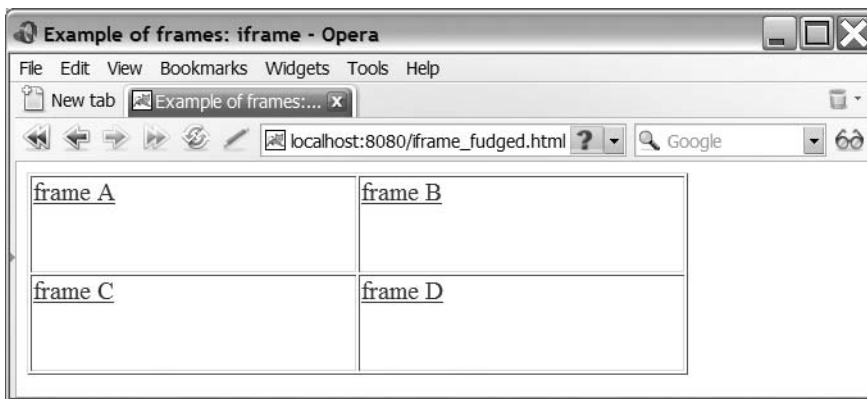 Example of frames: iframe - Opera
File Edit View Bookmarks Widgets Tools Help
New tab Example of frames:... x
localhost:8080/iframe_fudged.html ? Google
frame A frame B
frame C frame D